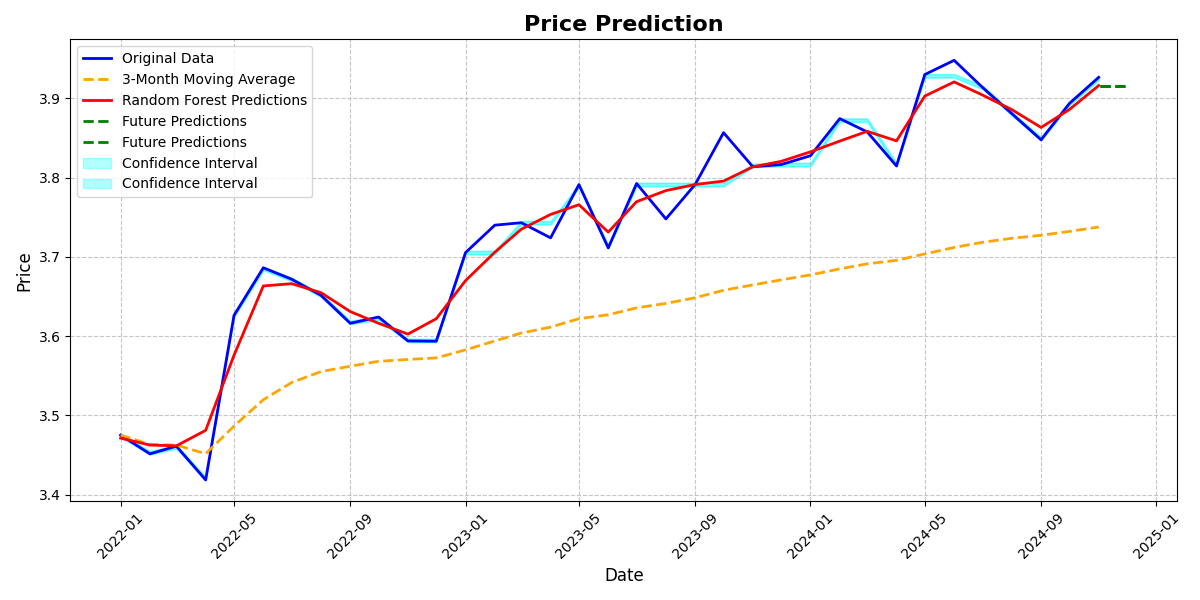 Price Prediction
Original Data
3-Month Moving Average
Random Forest Predictions
Future Predictions
Future Predictions
Confidence Interval
Confidence Interval
Price
3.9
3.8
3.7
3.6
3.5
3.4
2022-01
2022-05
2022-09
2023-01
2023-05
2023-09
2024-01
2024-05
2024-09
2025-01
Date